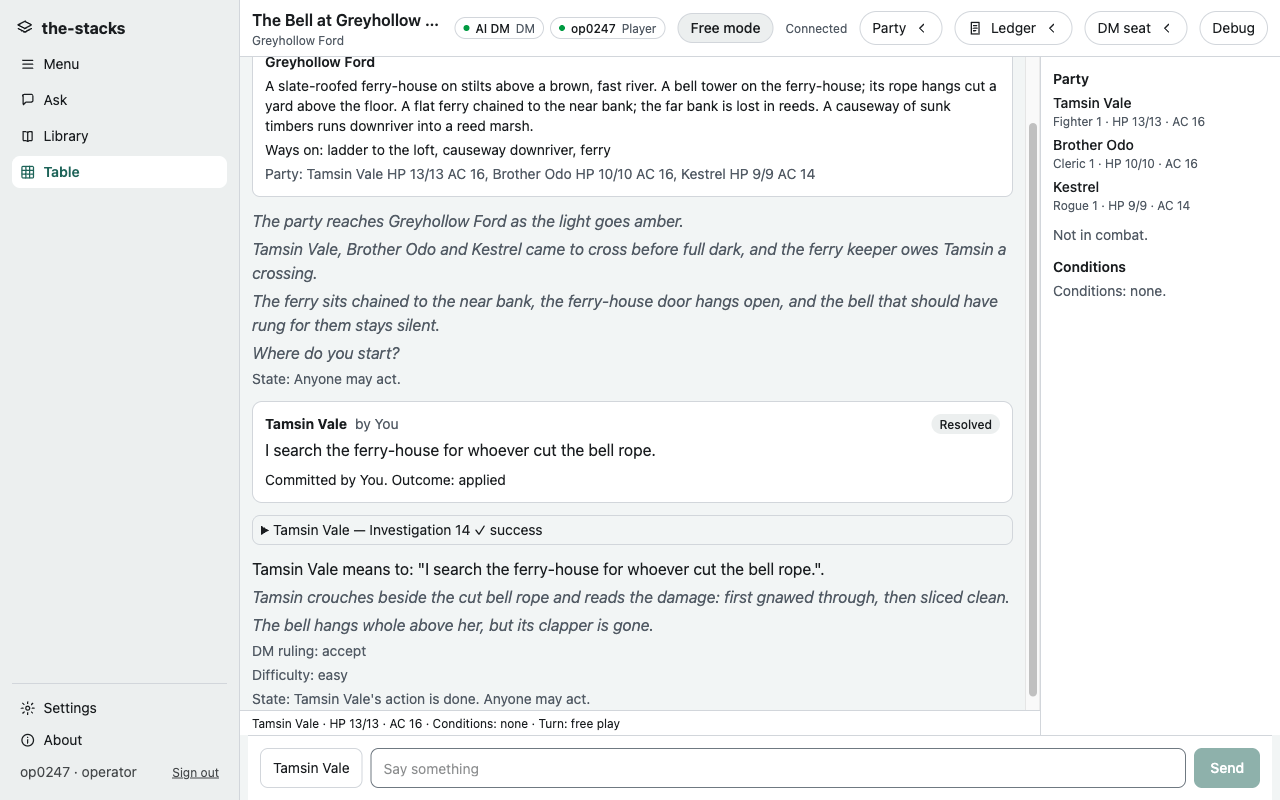 the-stacks
Menu
Ask
Library
Table
Settings
About
op0247 · operator
Sign out
The Bell at Greyhollow ...
Greyhollow Ford
AI DM DM
op0247 Player
Free mode
Connected
Party
Ledger
DM seat
Debug
Greyhollow Ford
A slate-roofed ferry-house on stilts above a brown, fast river. A bell tower on the ferry-house; its rope hangs cut a
yard above the floor. A flat ferry chained to the near bank; the far bank is lost in reeds. A causeway of sunk
timbers runs downriver into a reed marsh.
Ways on: ladder to the loft, causeway downriver, ferry
Party: Tamsin Vale HP 13/13 AC 16, Brother Odo HP 10/10 AC 16, Kestrel HP 9/9 AC 14
The party reaches Greyhollow Ford as the light goes amber.
Tamsin Vale, Brother Odo and Kestrel came to cross before full dark, and the ferry keeper owes Tamsin a
crossing.
The ferry sits chained to the near bank, the ferry-house door hangs open, and the bell that should have
rung for them stays silent.
Where do you start?
State: Anyone may act.
Tamsin Vale by You
Resolved
I search the ferry-house for whoever cut the bell rope.
Committed by You. Outcome: applied
Tamsin Vale — Investigation 14 ✓ success
Tamsin Vale means to: "I search the ferry-house for whoever cut the bell rope.".
Tamsin crouches beside the cut bell rope and reads the damage: first gnawed through, then sliced clean.
The bell hangs whole above her, but its clapper is gone.
DM ruling: accept
Difficulty: easy
State: Tamsin Vale's action is done. Anyone may act.
Tamsin Vale · HP 13/13 · AC 16 · Conditions: none · Turn: free play
Tamsin Vale
Say something
Send
Party
Tamsin Vale
Fighter 1 · HP 13/13 · AC 16
Brother Odo
Cleric 1 · HP 10/10 · AC 16
Kestrel
Rogue 1 · HP 9/9 · AC 14
Not in combat.
Conditions
Conditions: none.